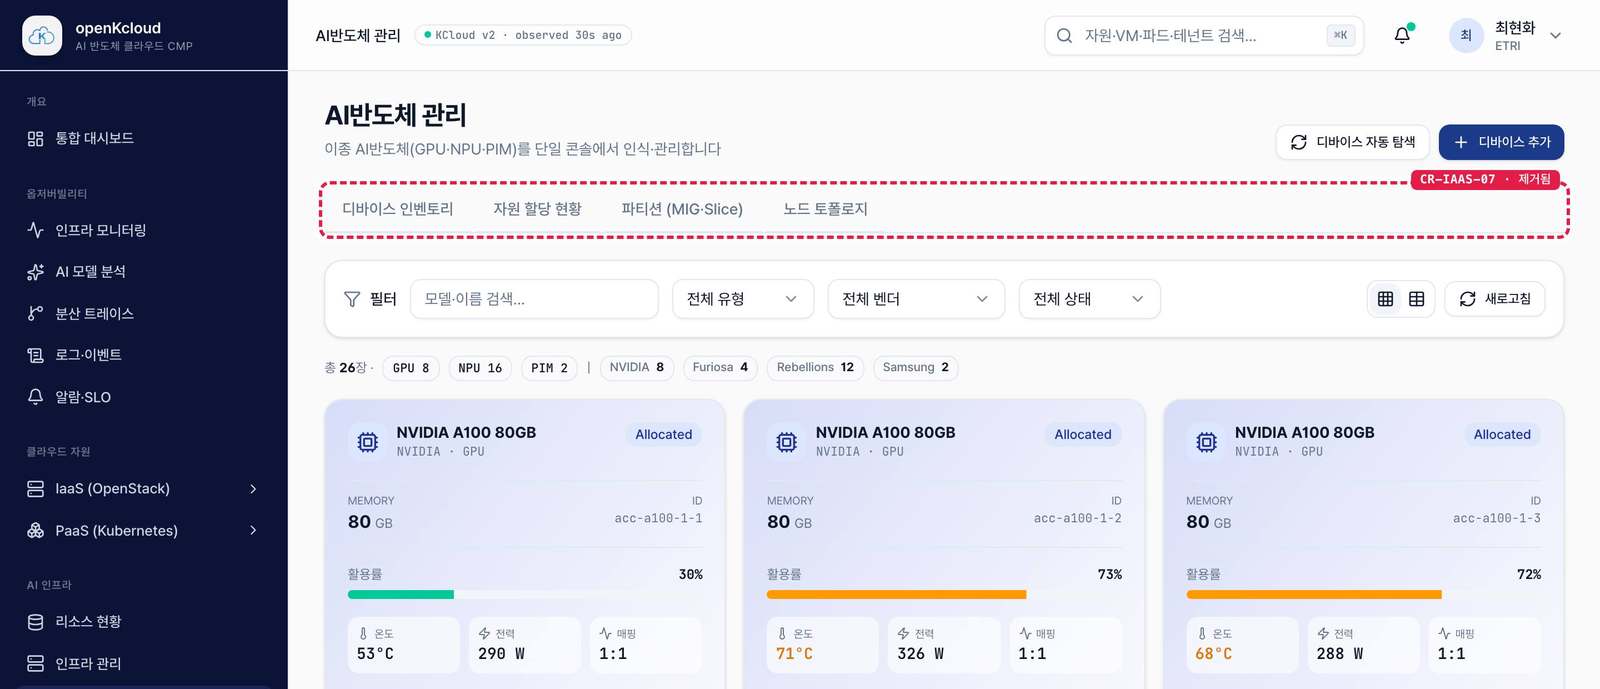 openKcloud
AI 반도체 클라우드 CMP
AI반도체 관리
KCloud v2 · observed 30s ago
자원·VM·파드·테넌트 검색...
⌘K
최
최현화
ETRI
개요
통합 대시보드
옵저버빌리티
인프라 모니터링
AI 모델 분석
분산 트레이스
로그·이벤트
알람·SLO
클라우드 자원
IaaS (OpenStack)
PaaS (Kubernetes)
AI 인프라
리소스 현황
인프라 관리
AI반도체 관리
이종 AI반도체(GPU·NPU·PIM)를 단일 콘솔에서 인식·관리합니다
디바이스 자동 탐색
디바이스 추가
CR-IAAS-07 · 제거됨
디바이스 인벤토리 자원 할당 현황 파티션 (MIG·Slice) 노드 토폴로지
필터 모델·이름 검색... 전체 유형 전체 벤더 전체 상태 새로고침
총 26장 · GPU 8 NPU 16 PIM 2 | NVIDIA 8 Furiosa 4 Rebellions 12 Samsung 2
NVIDIA A100 80GB Allocated
NVIDIA · GPU
MEMORY ID
80 GB acc-a100-1-1
활용률 30%
온도 전력 매핑
53°C 290 W 1:1
NVIDIA A100 80GB Allocated
NVIDIA · GPU
MEMORY ID
80 GB acc-a100-1-2
활용률 73%
온도 전력 매핑
71°C 326 W 1:1
NVIDIA A100 80GB Allocated
NVIDIA · GPU
MEMORY ID
80 GB acc-a100-1-3
활용률 72%
온도 전력 매핑
68°C 288 W 1:1